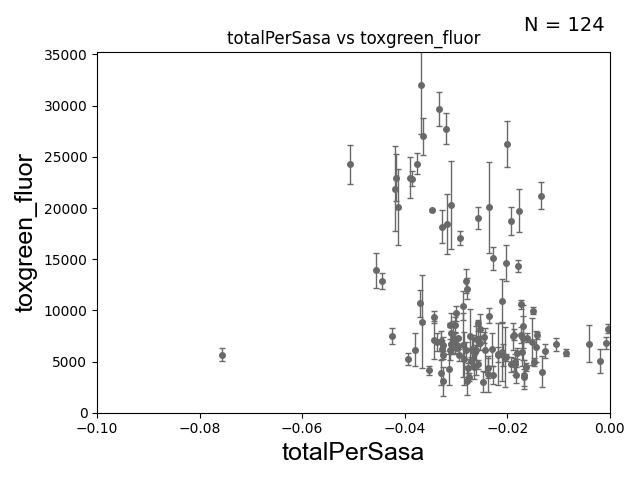 N = 124
totalPerSasa vs toxgreen_fluor
toxgreen_fluor
35000
30000
25000
20000
15000
10000
5000
0
−0.10 −0.08 −0.06 −0.04 −0.02 0.00
totalPerSasa